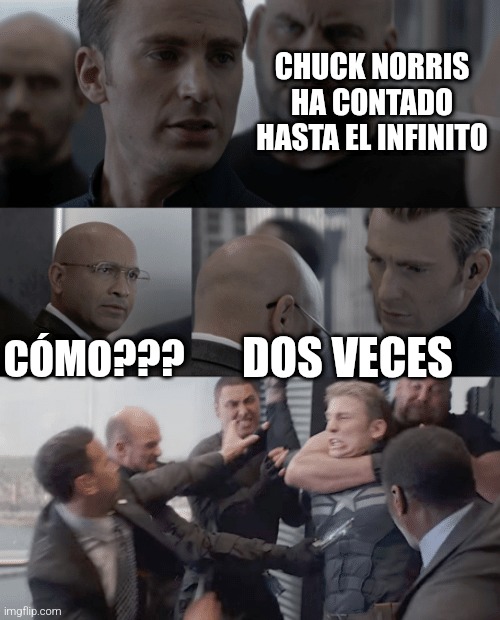 CHUCK NORRIS
HA CONTADO
HASTA EL INFINITO
CÓMO???
DOS VECES
imgflip.com